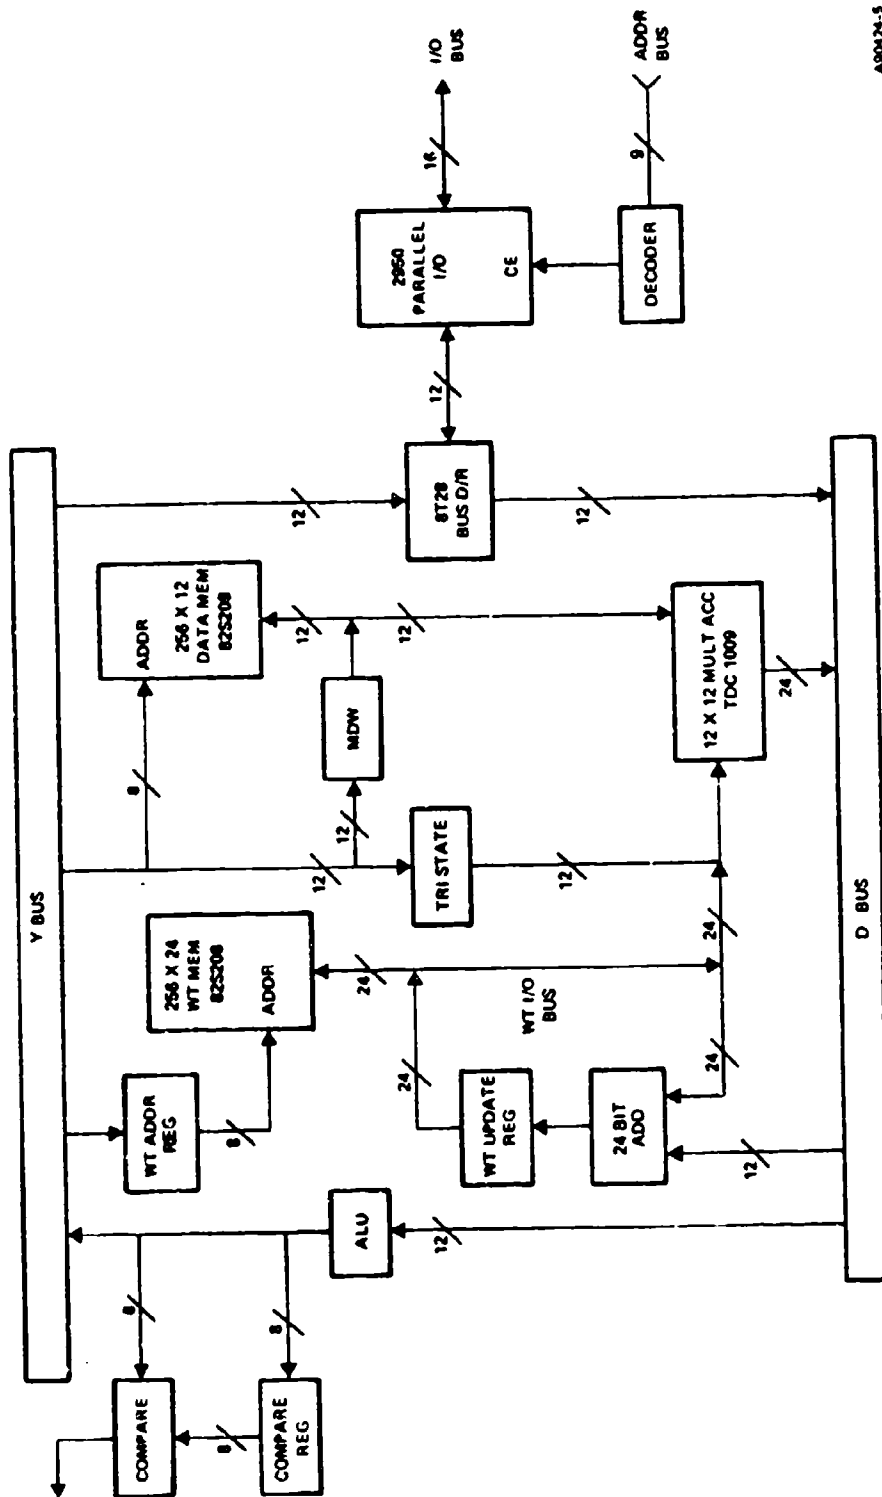 Y BUS
COMPARE
8
8
8
COMPARE
REG
ALU
12
WT ADDR
REG
8
256 X 24
WT MEM
82S208
ADDR
24
24
WT UPDATE
REG
24 BIT
ADD
12
24
WT I/O
BUS
24
8
12
12
TRI STATE
12
MDW
ADDR
256 X 12
DATA MEM
82S208
12
12
12 X 12 MULT ACC
TDC 1009
24
12
8T28
BUS D/R
12
12
2950
PARALLEL
I/O
CE
16
I/O
BUS
DECODER
9
ADDR
BUS
D BUS
A90424-5